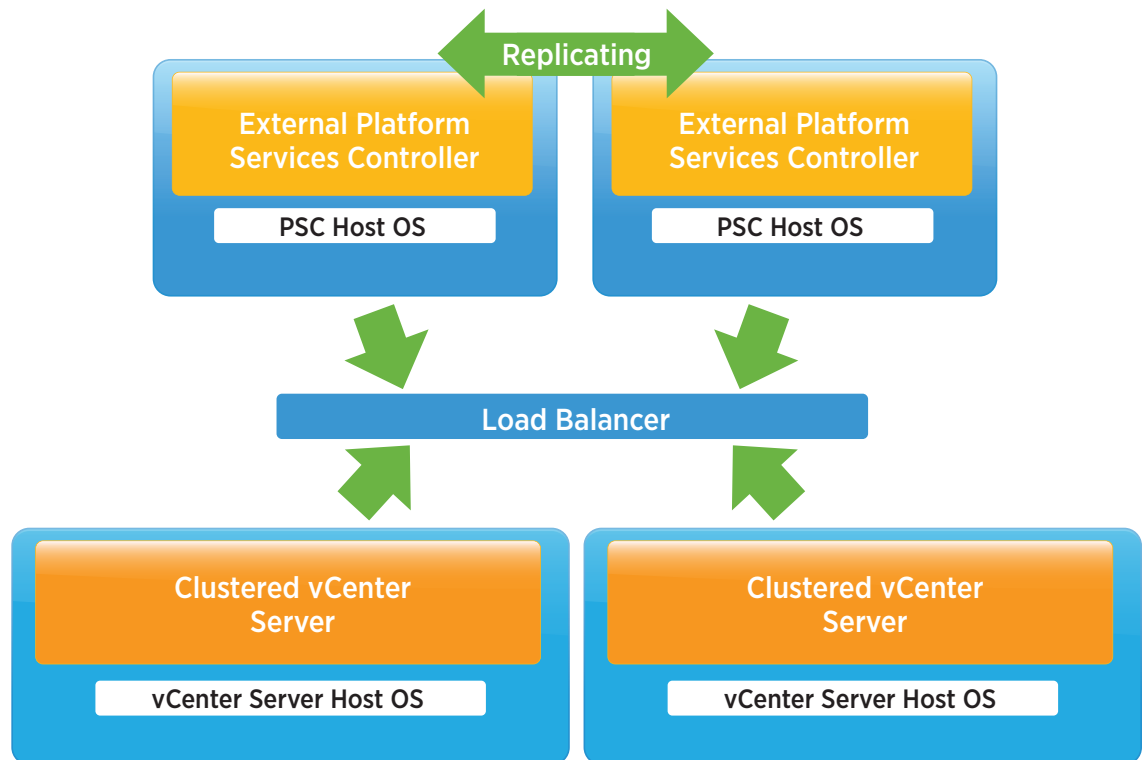 Replicating
External Platform
Services Controller
PSC Host OS
External Platform
Services Controller
PSC Host OS
Load Balancer
Clustered vCenter
Server
vCenter Server Host OS
Clustered vCenter
Server
vCenter Server Host OS